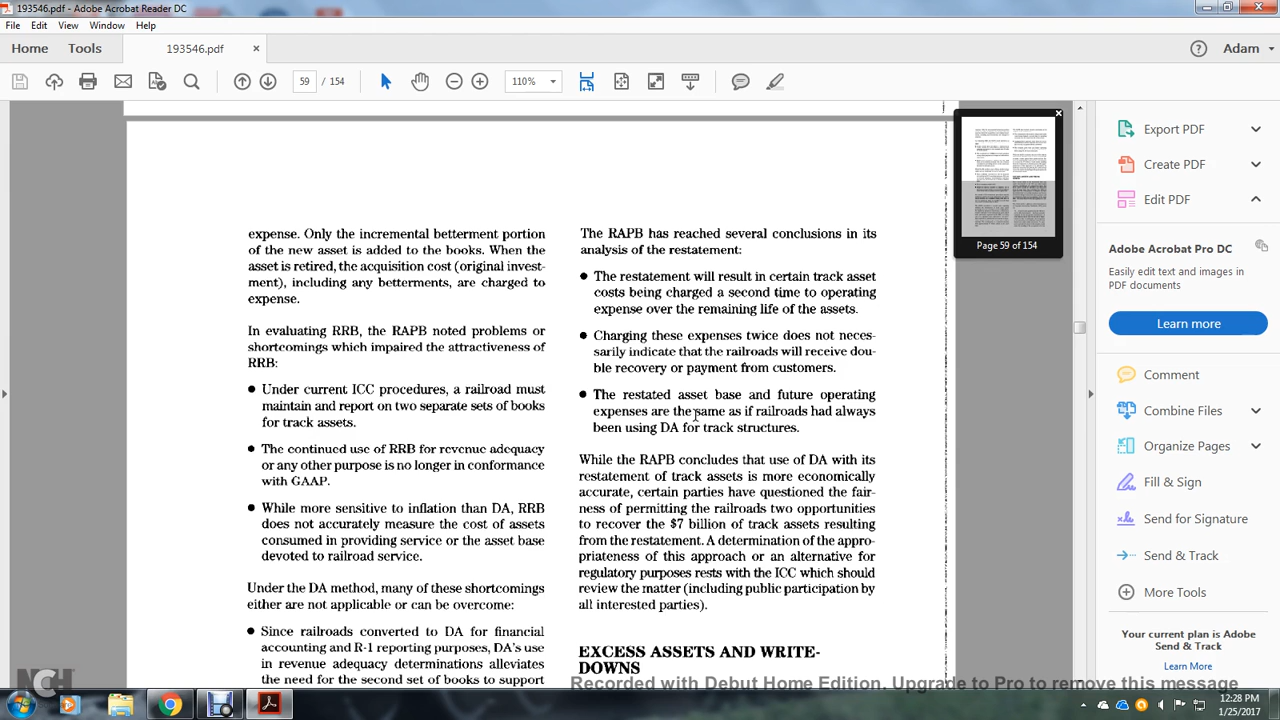 193546.pdf - Adobe Acrobat Reader DC
File Edit View Window Help
Home Tools 193546.pdf × Adam
59 / 154 110%
expense. Only the incremental betterment portion
of the new asset is added to the books. When the
asset is retired, the acquisition cost (original invest-
ment), including any betterments, are charged to
expense.
In evaluating RRB, the RAPB noted problems or
shortcomings which impaired the attractiveness of
RRB:
● Under current ICC procedures, a railroad must
maintain and report on two separate sets of books
for track assets.
● The continued use of RRB for revenue adequacy
or any other purpose is no longer in conformance
with GAAP.
● While more sensitive to inflation than DA, RRB
does not accurately measure the cost of assets
consumed in providing service or the asset base
devoted to railroad service.
Under the DA method, many of these shortcomings
either are not applicable or can be overcome:
● Since railroads converted to DA for financial
accounting and R-1 reporting purposes, DA's use
in revenue adequacy determinations alleviates
the need for the second set of books to support
The RAPB has reached several conclusions in its
analysis of the restatement:
● The restatement will result in certain track asset
costs being charged a second time to operating
expense over the remaining life of the assets.
● Charging these expenses twice does not neces-
sarily indicate that the railroads will receive dou-
ble recovery or payment from customers.
● The restated asset base and future operating
expenses are the same as if railroads had always
been using DA for track structures.
While the RAPB concludes that use of DA with its
restatement of track assets is more economically
accurate, certain parties have questioned the fair-
ness of permitting the railroads two opportunities
to recover the $7 billion of track assets resulting
from the restatement. A determination of the appro-
priateness of this approach or an alternative for
regulatory purposes rests with the ICC which should
review the matter (including public participation by
all interested parties).
EXCESS ASSETS AND WRITE-
DOWNS
Page 59 of 154
Export PDF
Create PDF
Edit PDF
Adobe Acrobat Pro DC
Easily edit text and images in
PDF documents
Learn more
Comment
Combine Files
Organize Pages
Fill & Sign
Send for Signature
Send & Track
More Tools
Your current plan is Adobe
Send for Signature
Learn More
NCH
Recorded with Debut Home Edition. Upgrade to Pro to remove this message
12:28 PM
1/25/2017